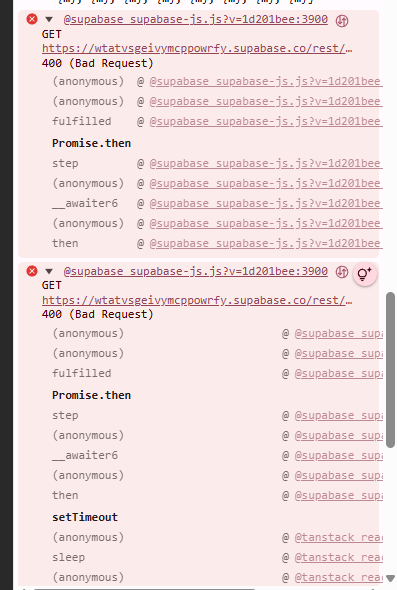 @supabase_supabase-js.js?v=1d201bee:3900
GET
https://wtatvsgeivymcppowrfy.supabase.co/rest/…
400 (Bad Request)
(anonymous) @ @supabase_supabase-js.js?v=1d201bee
(anonymous) @ @supabase_supabase-js.js?v=1d201bee
fulfilled @ @supabase_supabase-js.js?v=1d201bee
Promise.then
step @ @supabase_supabase-js.js?v=1d201bee
(anonymous) @ @supabase_supabase-js.js?v=1d201bee
__awaiter6 @ @supabase_supabase-js.js?v=1d201bee
(anonymous) @ @supabase_supabase-js.js?v=1d201bee
then @ @supabase_supabase-js.js?v=1d201bee
@supabase_supabase-js.js?v=1d201bee:3900
GET
https://wtatvsgeivymcppowrfy.supabase.co/rest/…
400 (Bad Request)
(anonymous) @ @supabase_supa
(anonymous) @ @supabase_supa
fulfilled @ @supabase_supa
Promise.then
step @ @supabase_supa
(anonymous) @ @supabase_supa
__awaiter6 @ @supabase_supa
(anonymous) @ @supabase_supa
then @ @supabase_supa
setTimeout
(anonymous) @ @tanstack_rea
sleep @ @tanstack_rea
(anonymous) @ @tanstack_rea